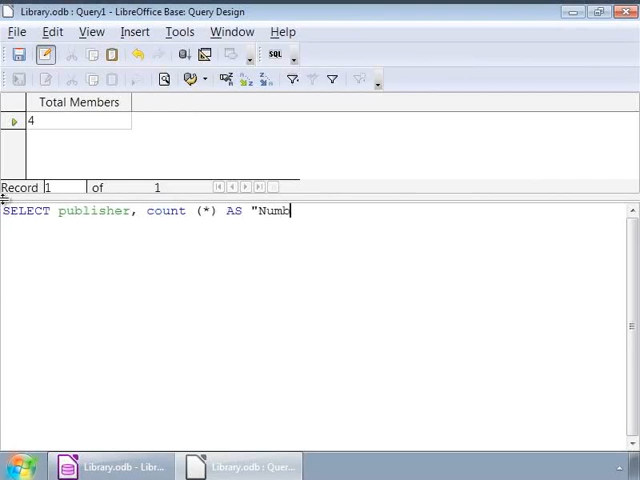 Library.odb : Query1 - LibreOffice Base: Query Design
File Edit View Insert Tools Window Help
SQL
Total Members
4
Record 1 of 1
SELECT publisher, count (*) AS "Numb
Library.odb - Libr... Library.odb : Quer...